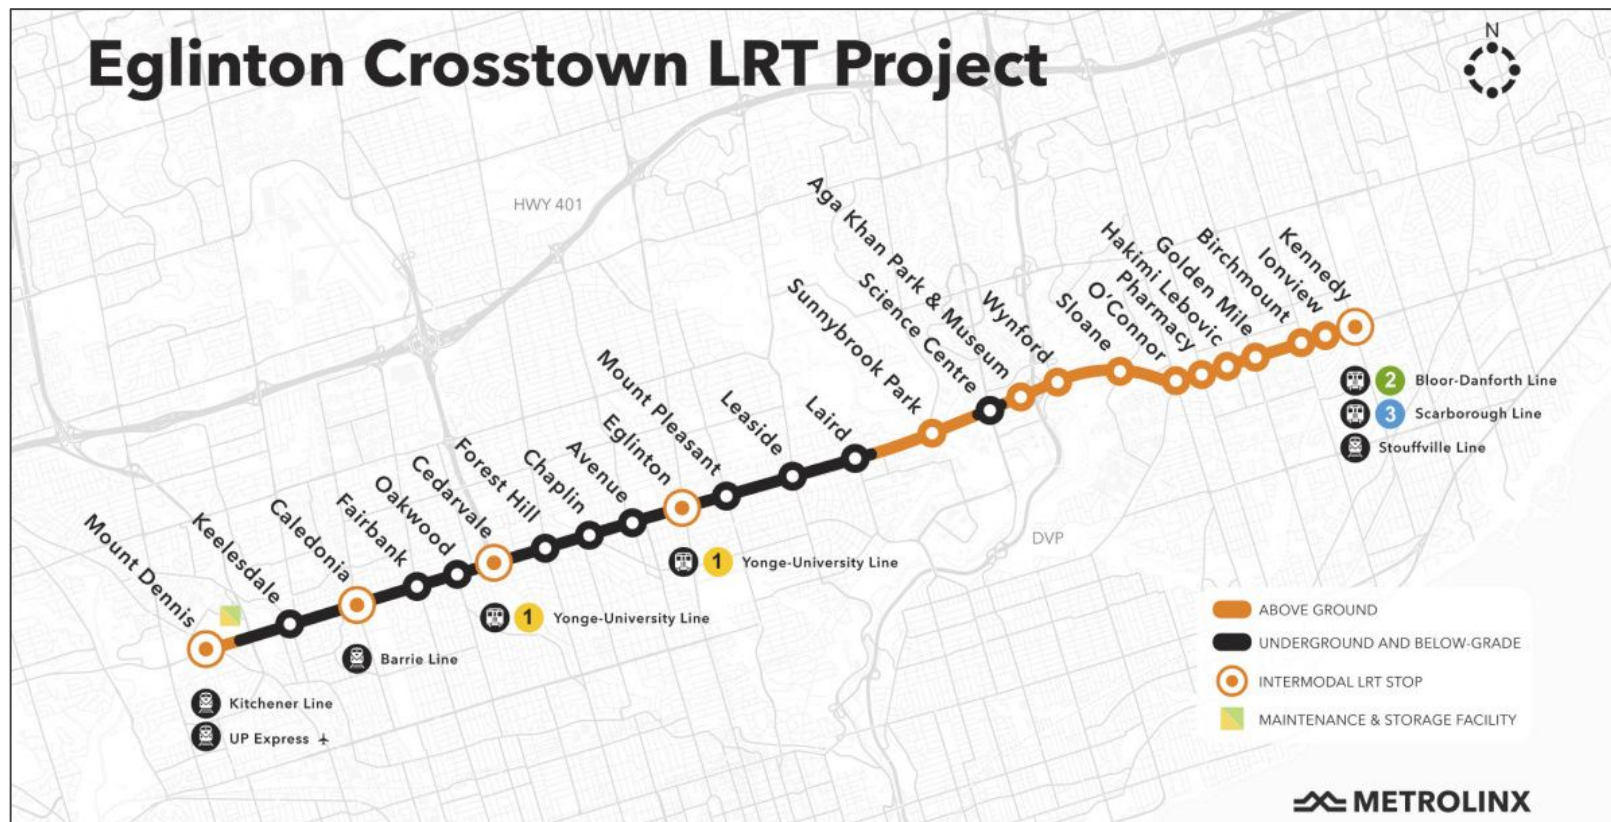 Eglinton Crosstown LRT Project
N
HWY 401
Mount Dennis
Keelesdale
Caledonia
Fairbank
Oakwood
Cedarvale
Forest Hill
Chaplin
Avenue
Eglinton
Mount Pleasant
Leaside
Laird
Sunnybrook Park
Science Centre
Aga Khan Park & Museum
Wynford
Sloane
O'Connor
Pharmacy
Hakimi Lebovic
Golden Mile
Birchmount
Ionview
Kennedy
2 Bloor-Danforth Line
3 Scarborough Line
Stouffville Line
DVP
1 Yonge-University Line
1 Yonge-University Line
Barrie Line
Kitchener Line
UP Express
ABOVE GROUND
UNDERGROUND AND BELOW-GRADE
INTERMODAL LRT STOP
MAINTENANCE & STORAGE FACILITY
METROLINX